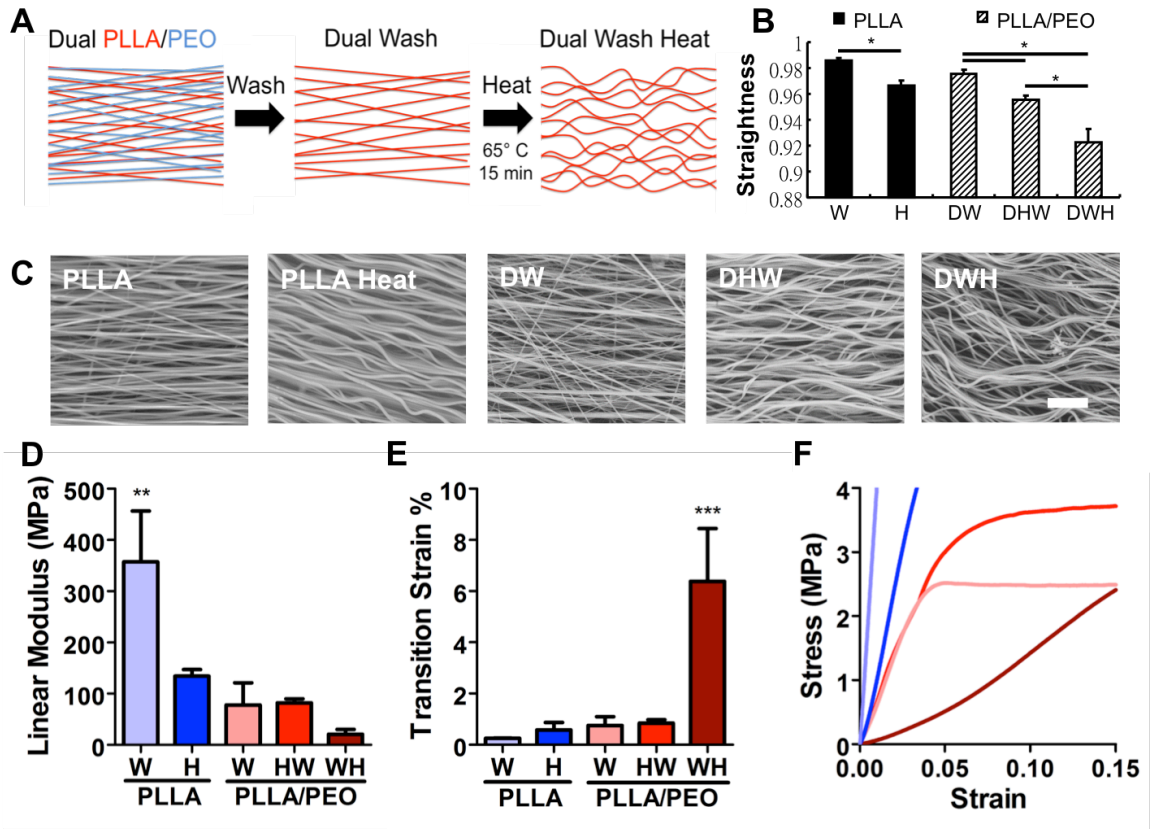 A
Dual PLLA/PEO
Dual Wash
Dual Wash Heat
Wash
Heat
65° C
15 min
B
PLLA
PLLA/PEO
Straightness
1
0.98
0.96
0.94
0.92
0.9
0.88
*
*
*
W
H
DW
DHW
DWH
C
PLLA
PLLA Heat
DW
DHW
DWH
D
Linear Modulus (MPa)
500
400
300
200
100
0
**
W
H
W
HW
WH
PLLA
PLLA/PEO
E
Transition Strain %
10
8
6
4
2
0
***
W
H
W
HW
WH
PLLA
PLLA/PEO
F
Stress (MPa)
4
3
2
1
0
0.00
0.05
0.10
0.15
Strain